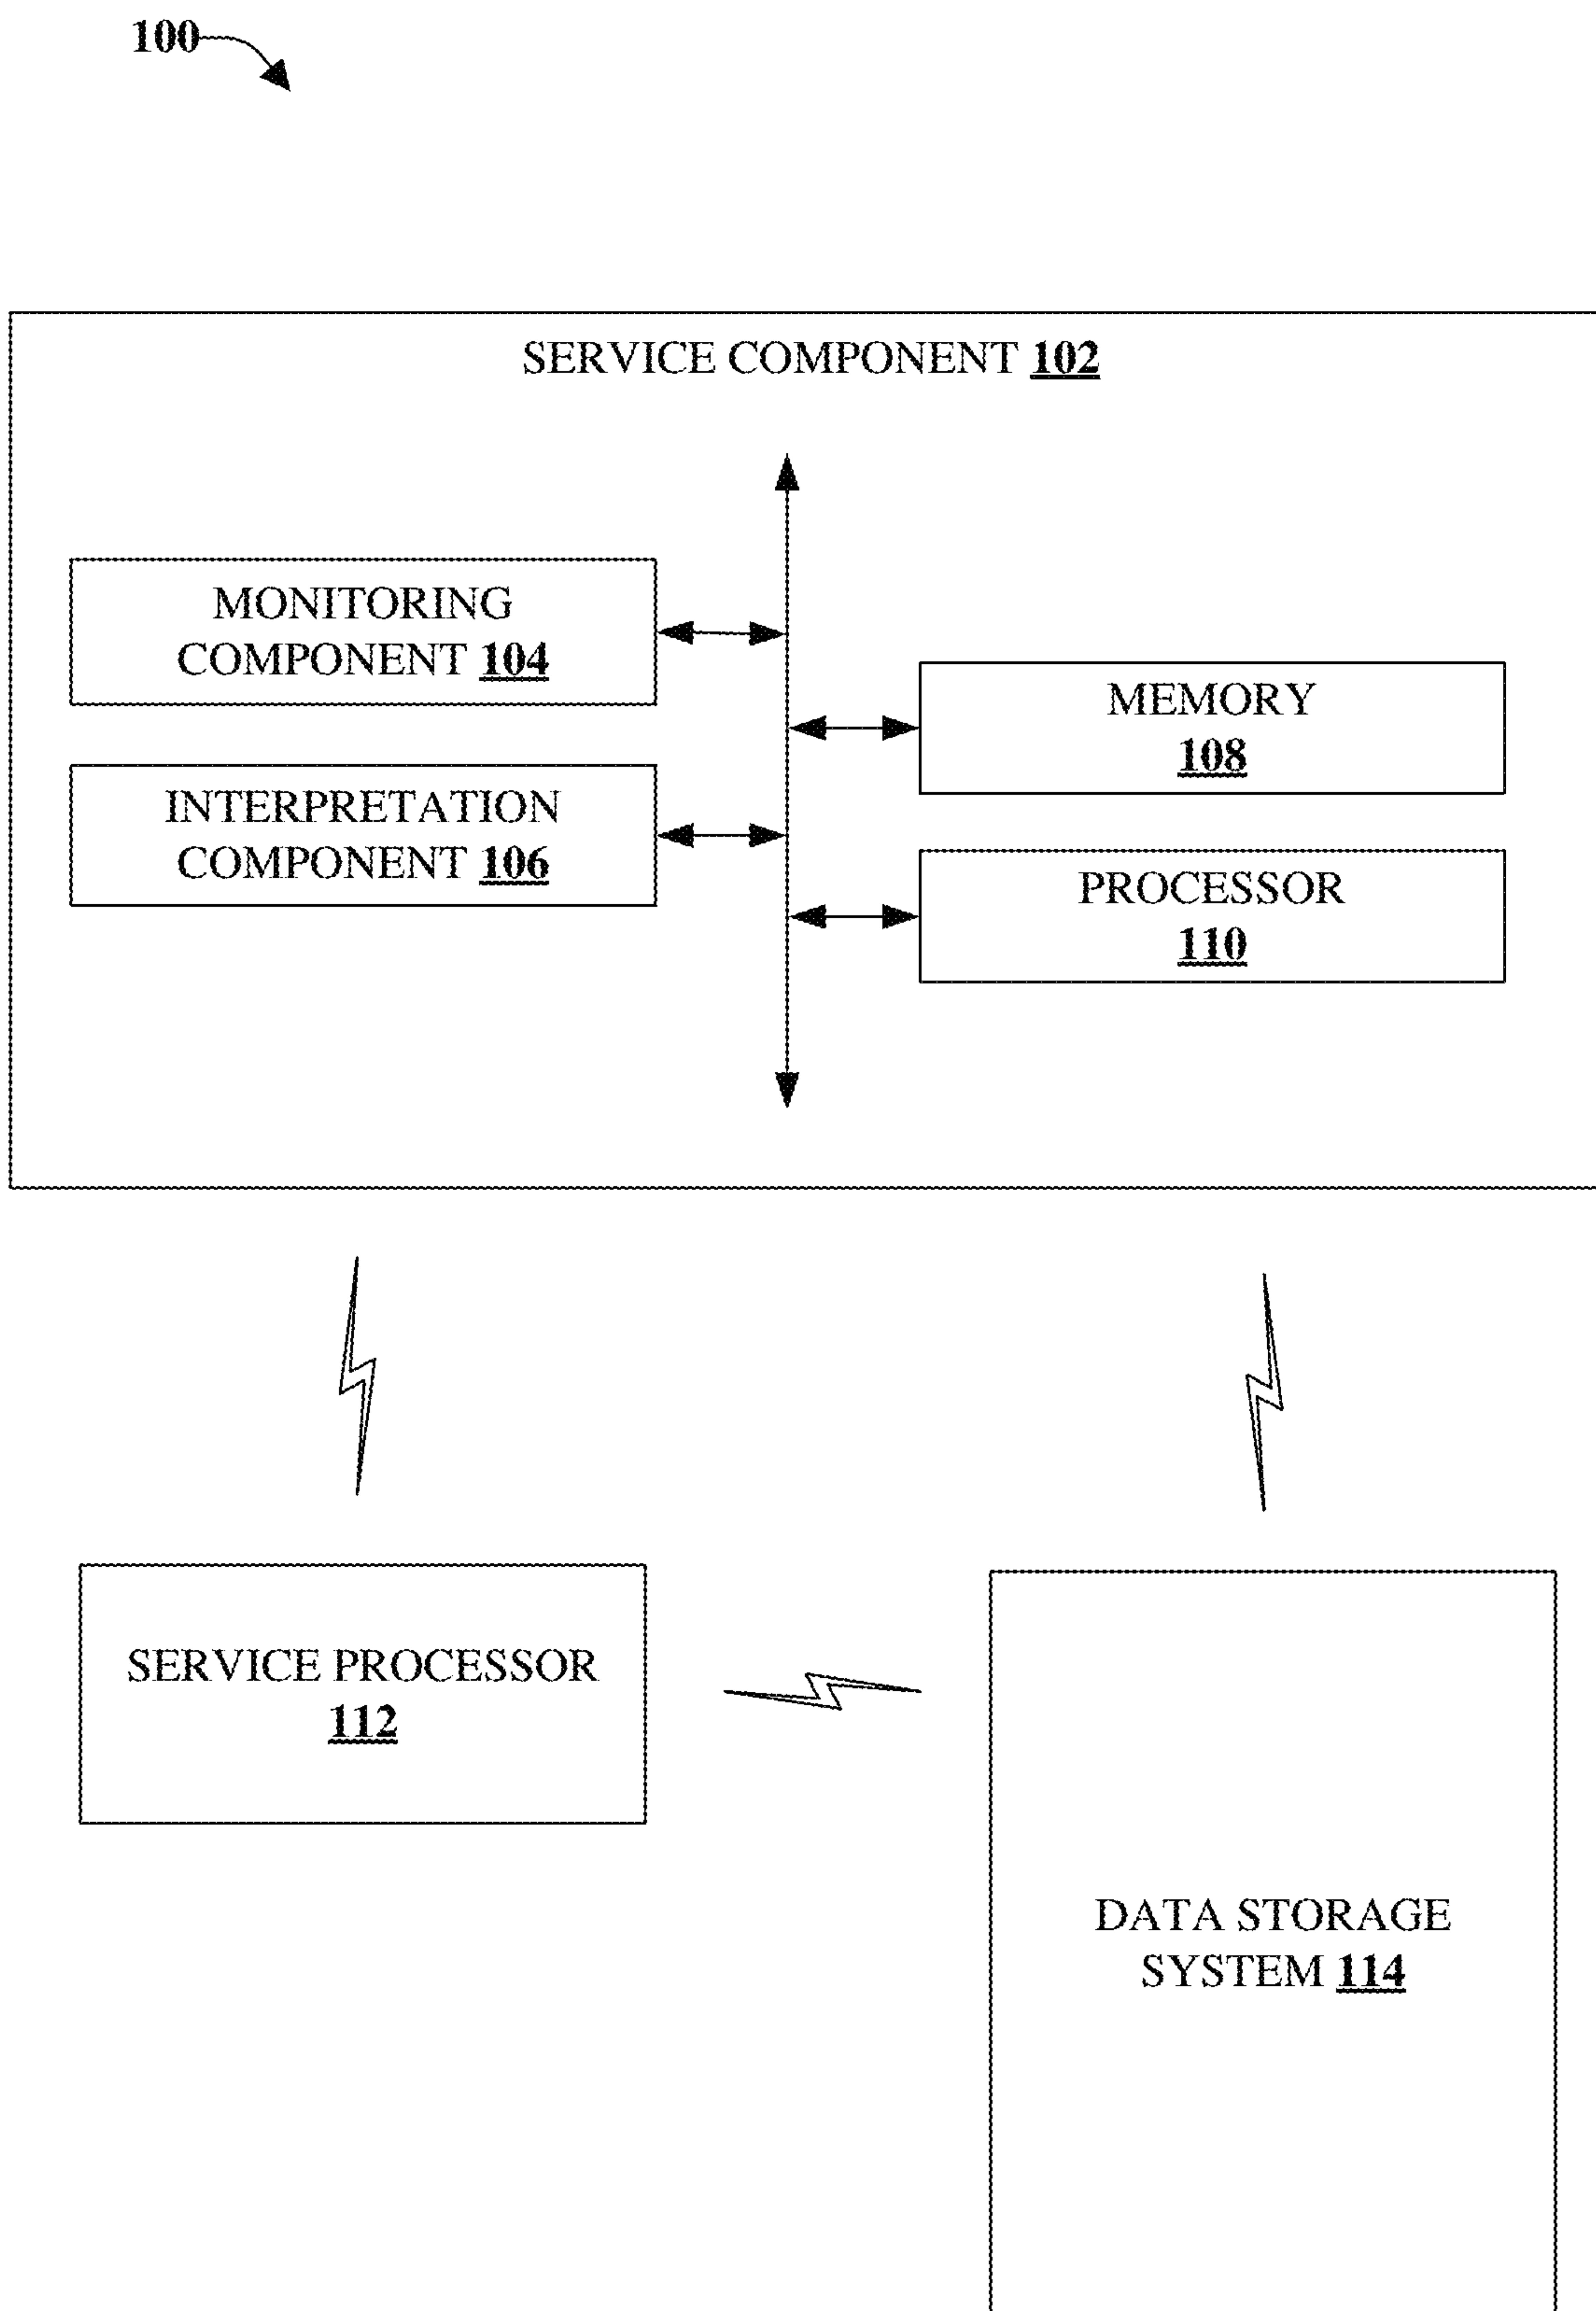 100
SERVICE COMPONENT 102
MONITORING
COMPONENT 104
INTERPRETATION
COMPONENT 106
MEMORY
108
PROCESSOR
110
SERVICE PROCESSOR
112
DATA STORAGE
SYSTEM 114